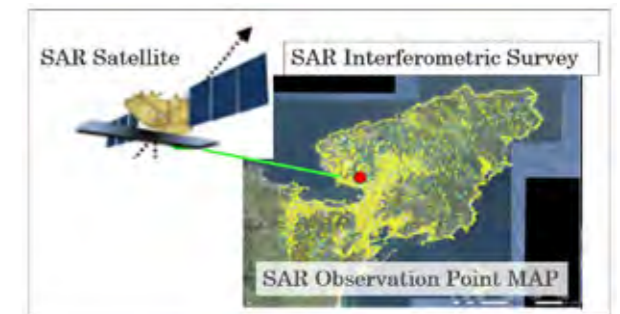 SAR Satellite
SAR Interferometric Survey
SAR Observation Point MAP